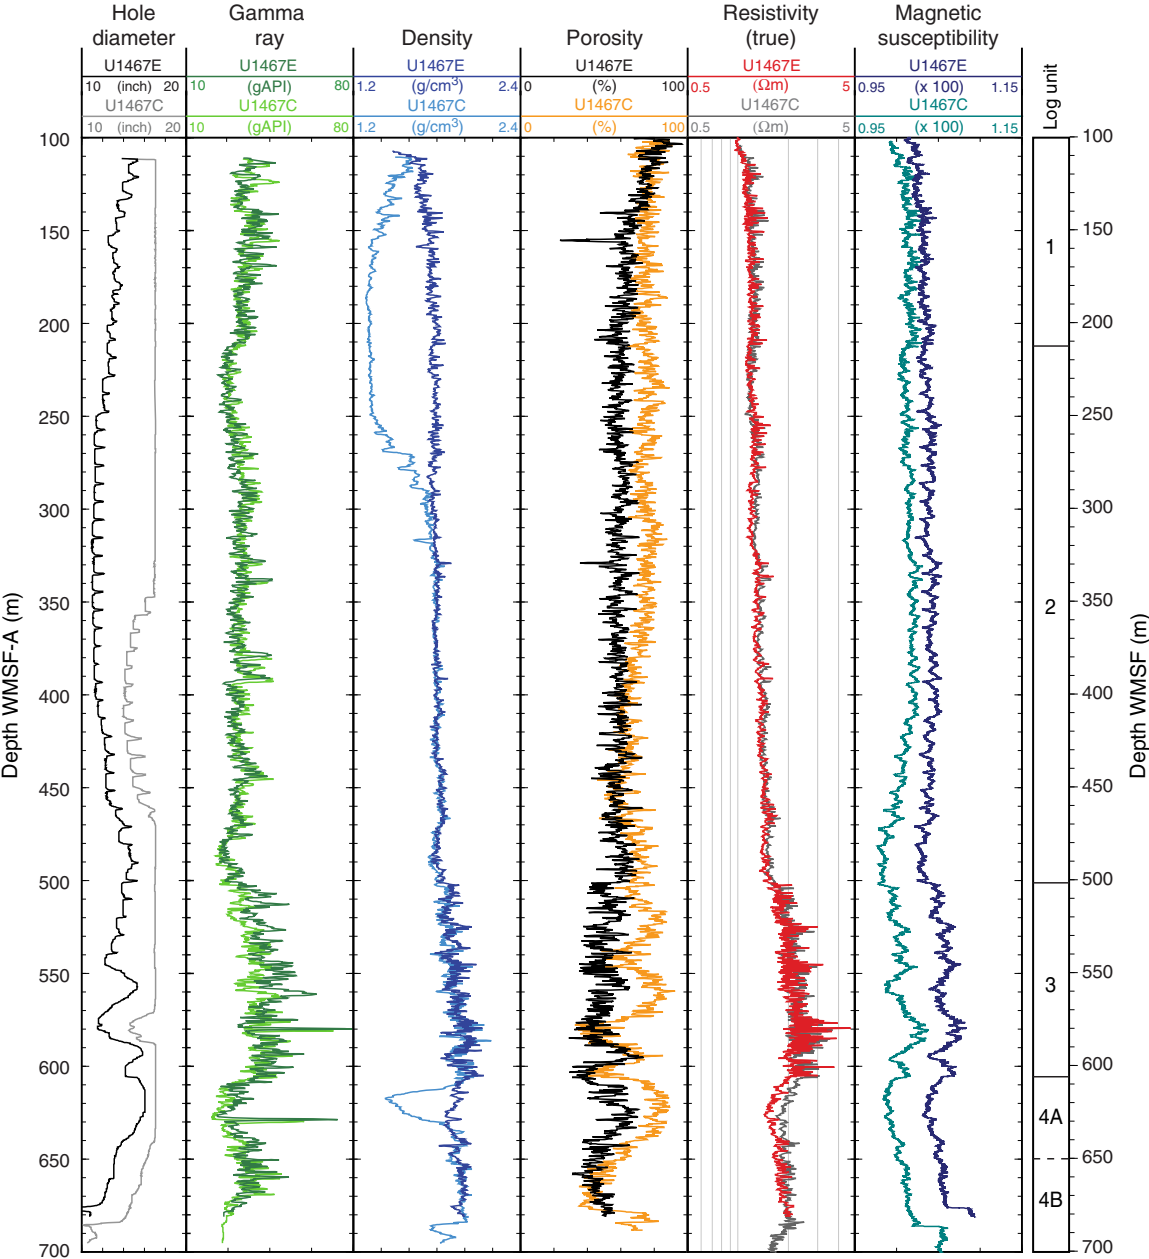 Hole diameter
Gamma ray
Density
Porosity
Resistivity (true)
Magnetic susceptibility
U1467E
10 (inch) 20
U1467C
10 (inch) 20
U1467E
10 (gAPI) 80
U1467C
10 (gAPI) 80
U1467E
1.2 (g/cm³) 2.4
U1467C
1.2 (g/cm³) 2.4
U1467E
0 (%) 100
U1467C
0 (%) 100
U1467E
0.5 (Ωm) 5
U1467C
0.5 (Ωm) 5
U1467E
0.95 (x 100) 1.15
U1467C
0.95 (x 100) 1.15
Log unit
Depth WMSF-A (m)
100
150
200
250
300
350
400
450
500
550
600
650
700
1
2
3
4A
4B
100
150
200
250
300
350
400
450
500
550
600
650
700
Depth WMSF (m)